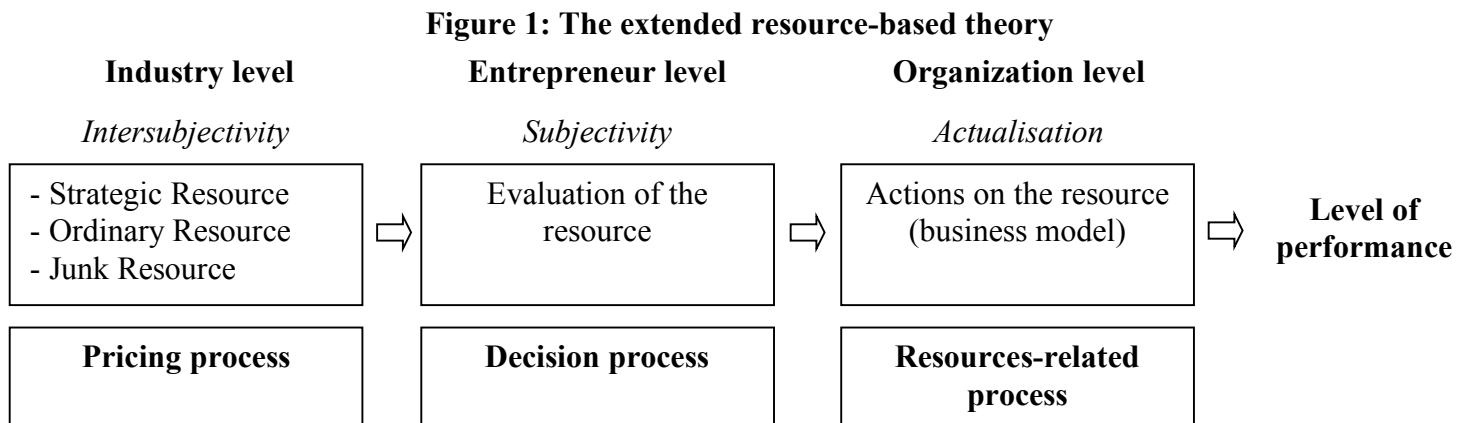 Figure 1: The extended resource-based theory
Industry level
Entrepreneur level
Organization level
Intersubjectivity
Subjectivity
Actualisation
- Strategic Resource
- Ordinary Resource
- Junk Resource
Evaluation of the
resource
Actions on the resource
(business model)
Level of
performance
Pricing process
Decision process
Resources-related
process